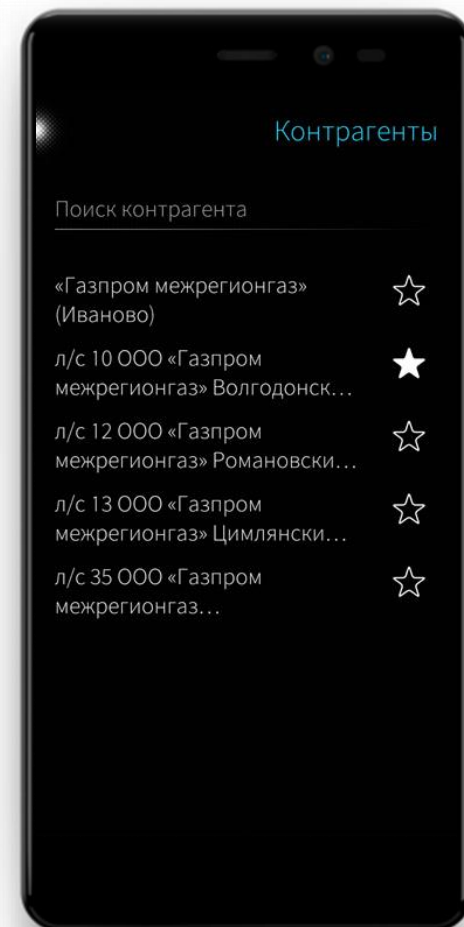 Контрагенты
Поиск контрагента
«Газпром межрегионгаз»
(Иваново)
л/с 10 ООО «Газпром
межрегионгаз» Волгодонск…
л/с 12 ООО «Газпром
межрегионгаз» Романовски…
л/с 13 ООО «Газпром
межрегионгаз» Цимлянски…
л/с 35 ООО «Газпром
межрегионгаз…